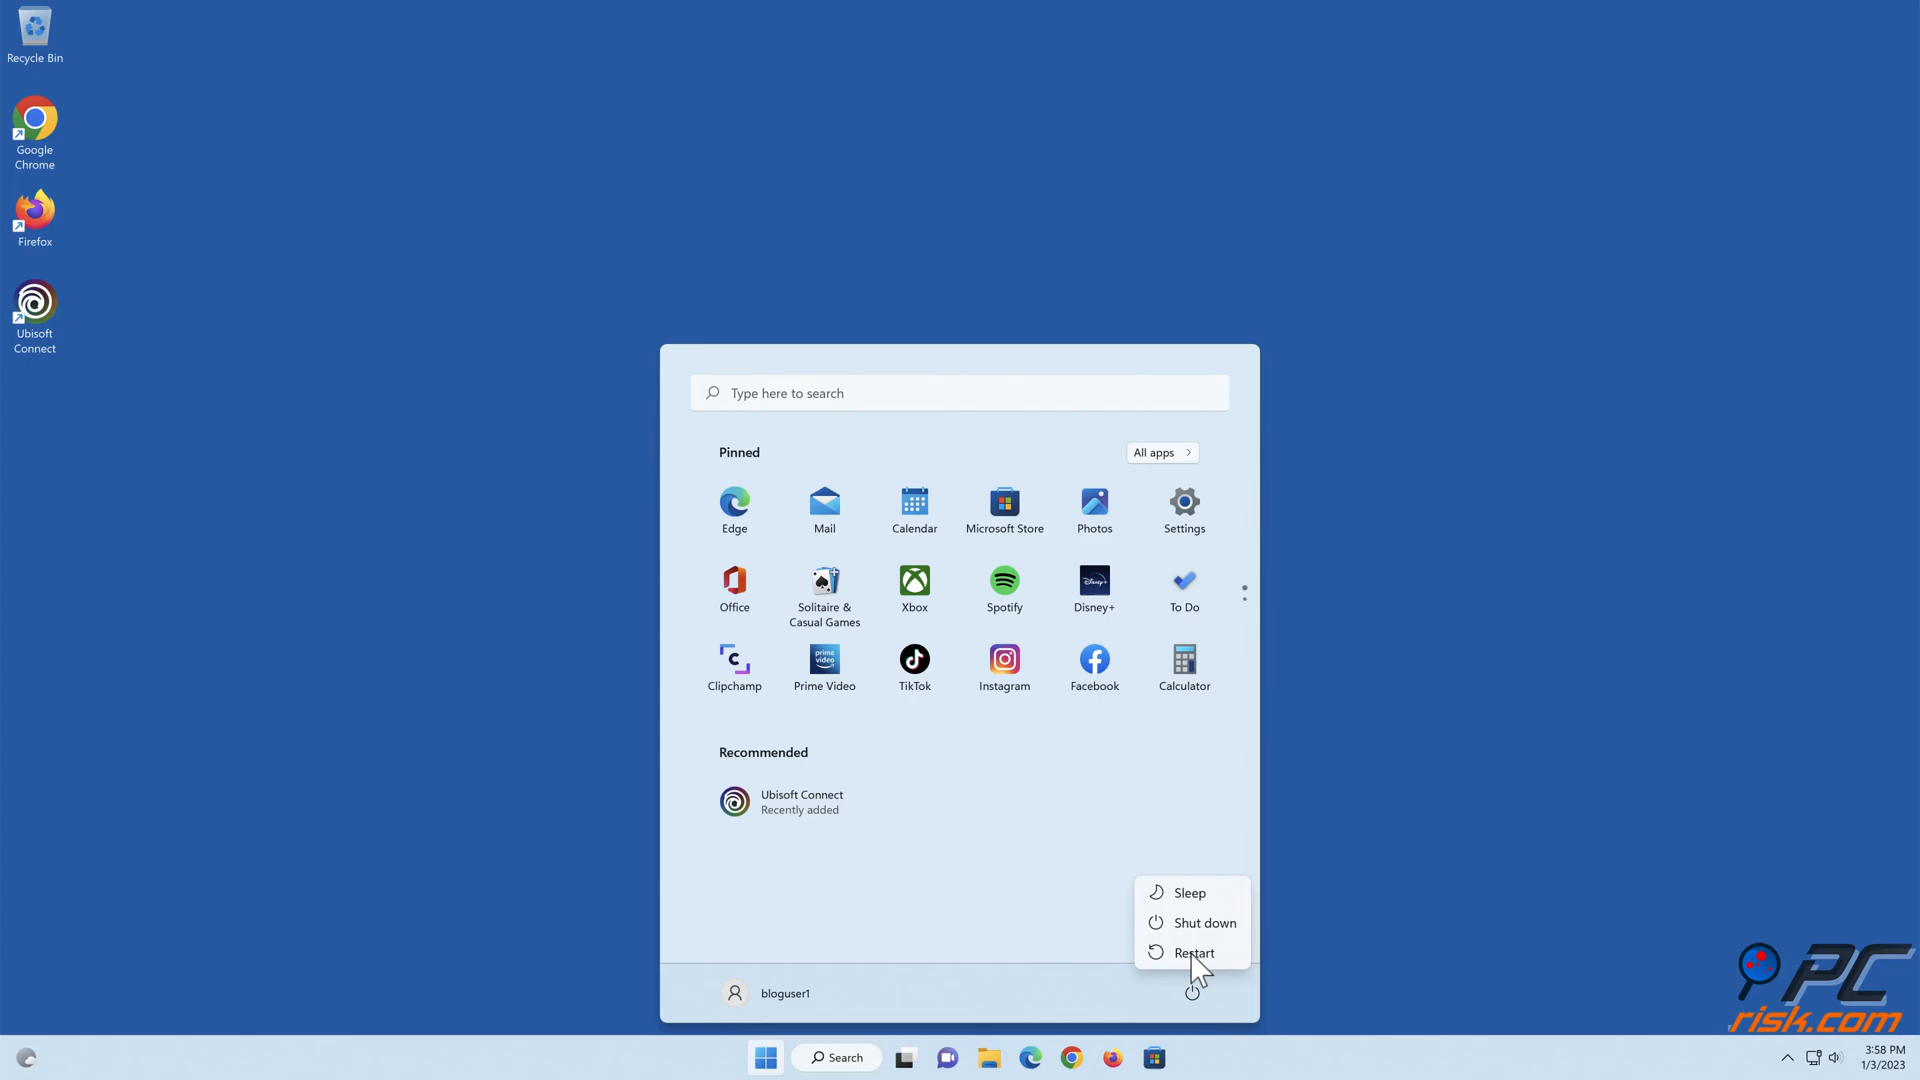 Recycle Bin
Google
Chrome
Firefox
Ubisoft
Connect
Type here to search
Pinned
All apps
Edge
Mail
Calendar
Microsoft Store
Photos
Settings
Disney+
Office
Solitaire &
Casual Games
Xbox
Spotify
Disney+
To Do
prime
video
Clipchamp
Prime Video
TikTok
Instagram
Facebook
Calculator
Recommended
Ubisoft Connect
Recently added
Sleep
Shut down
Restart
bloguser1
PC
risk.com
Search
3:58 PM
1/3/2023